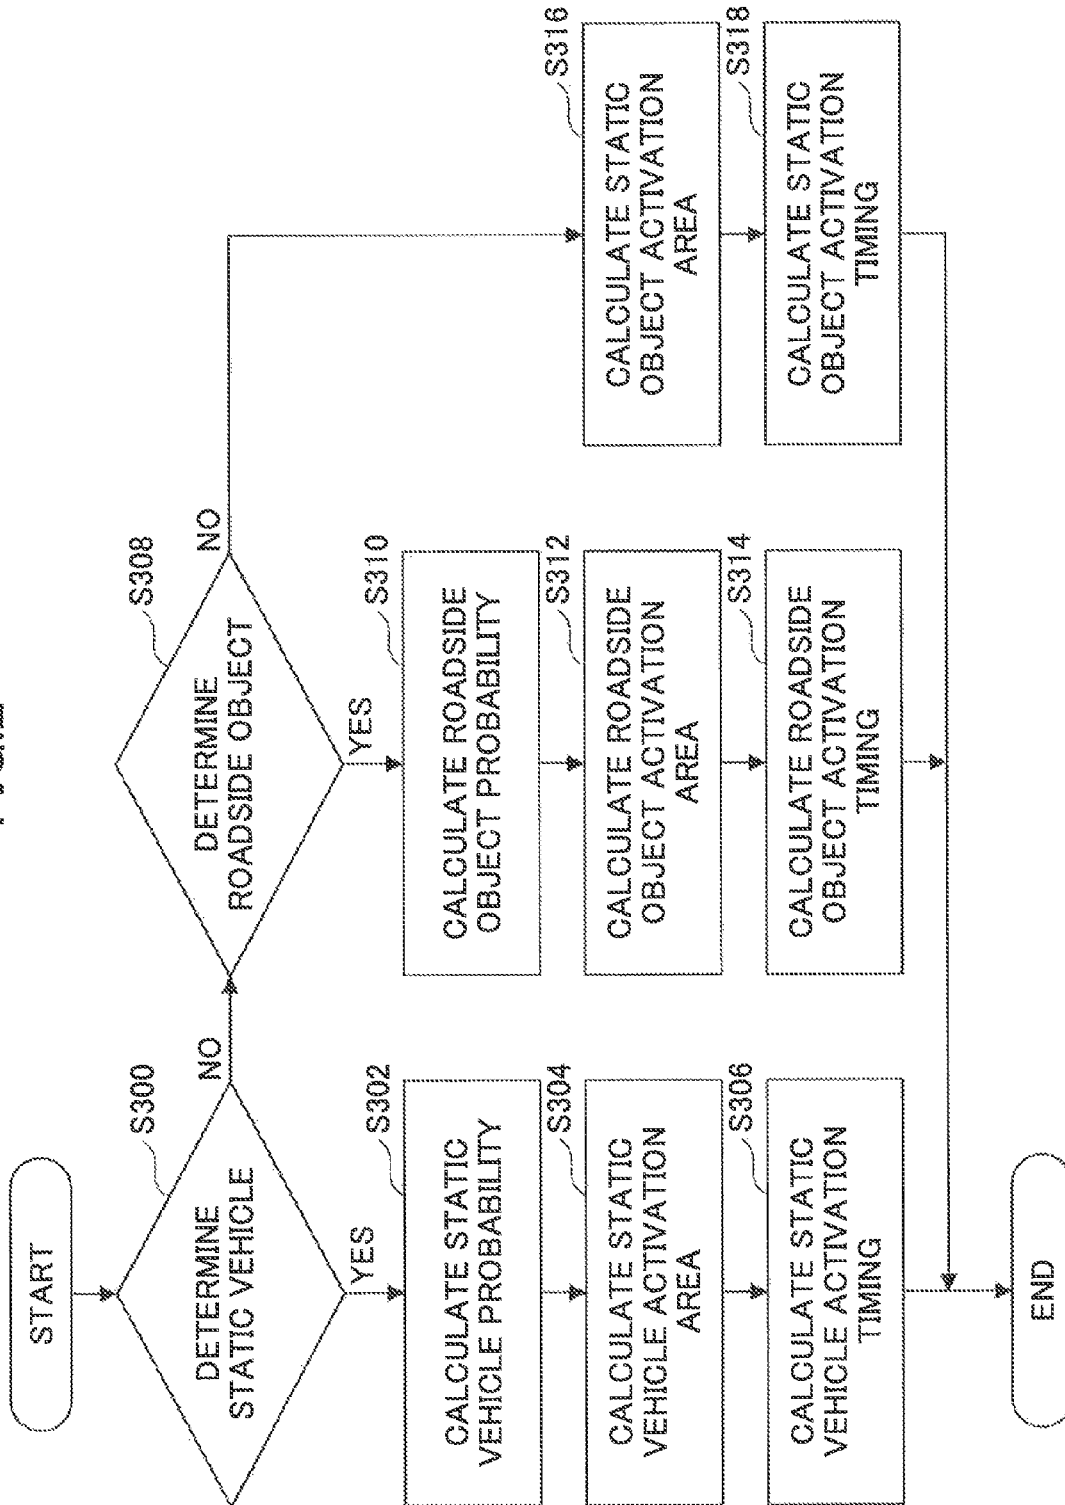 START
S300
DETERMINE
STATIC VEHICLE
NO
YES
S302
CALCULATE STATIC
VEHICLE PROBABILITY
S304
CALCULATE STATIC
VEHICLE ACTIVATION
AREA
S306
CALCULATE STATIC
VEHICLE ACTIVATION
TIMING
S308
DETERMINE
ROADSIDE OBJECT
NO
YES
S310
CALCULATE ROADSIDE
OBJECT PROBABILITY
S312
CALCULATE ROADSIDE
OBJECT ACTIVATION
AREA
S314
CALCULATE ROADSIDE
OBJECT ACTIVATION
TIMING
S316
CALCULATE STATIC
OBJECT ACTIVATION
AREA
S318
CALCULATE STATIC
OBJECT ACTIVATION
TIMING
END